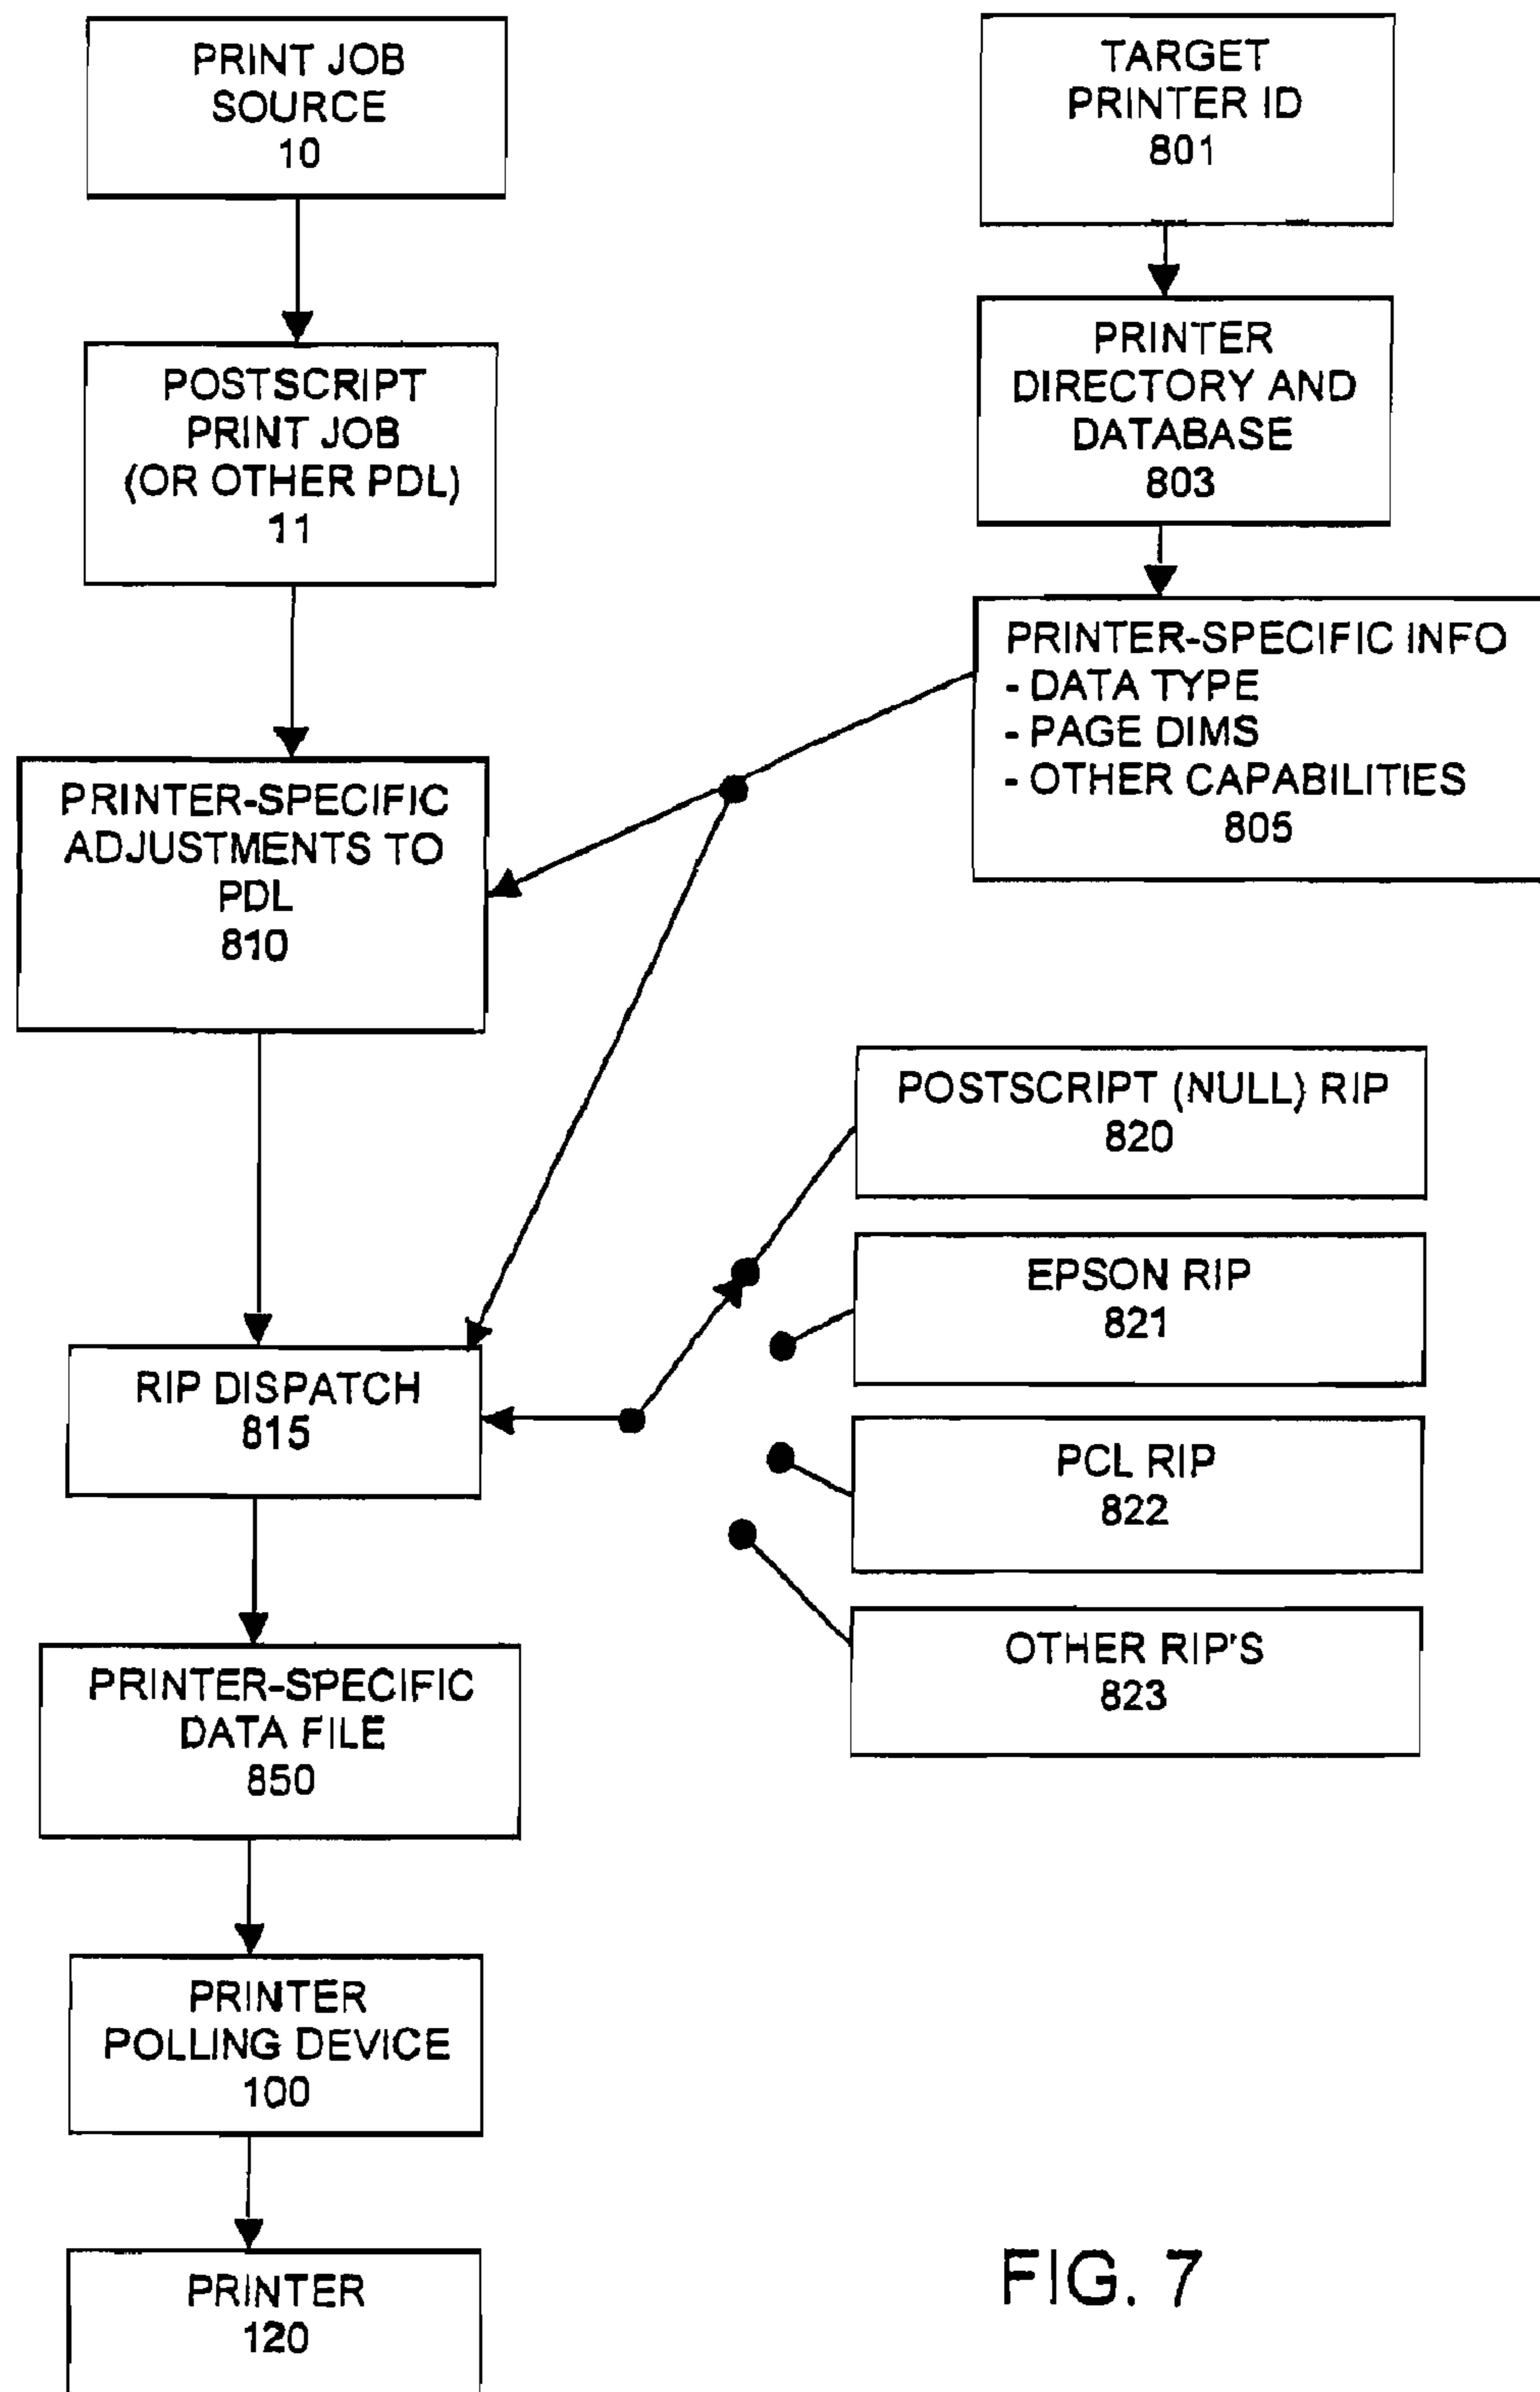 PRINT JOB
SOURCE
10
TARGET
PRINTER ID
801
POSTSCRIPT
PRINT JOB
(OR OTHER PDL)
11
PRINTER
DIRECTORY AND
DATABASE
803
PRINTER-SPECIFIC INFO
- DATA TYPE
- PAGE DIMS
- OTHER CAPABILITIES
805
PRINTER-SPECIFIC
ADJUSTMENTS TO
PDL
810
POSTSCRIPT (NULL) RIP
820
EPSON RIP
821
RIP DISPATCH
815
PCL RIP
822
OTHER RIP'S
823
PRINTER-SPECIFIC
DATA FILE
850
PRINTER
POLLING DEVICE
100
PRINTER
120
FIG. 7